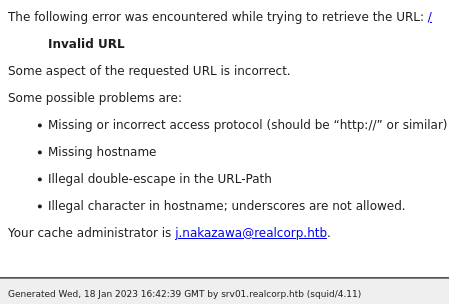 The following error was encountered while trying to retrieve the URL: /
Invalid URL
Some aspect of the requested URL is incorrect.
Some possible problems are:
• Missing or incorrect access protocol (should be “http://” or similar)
• Missing hostname
• Illegal double-escape in the URL-Path
• Illegal character in hostname; underscores are not allowed.
Your cache administrator is j.nakazawa@realcorp.htb.
Generated Wed, 18 Jan 2023 16:42:39 GMT by srv01.realcorp.htb (squid/4.11)